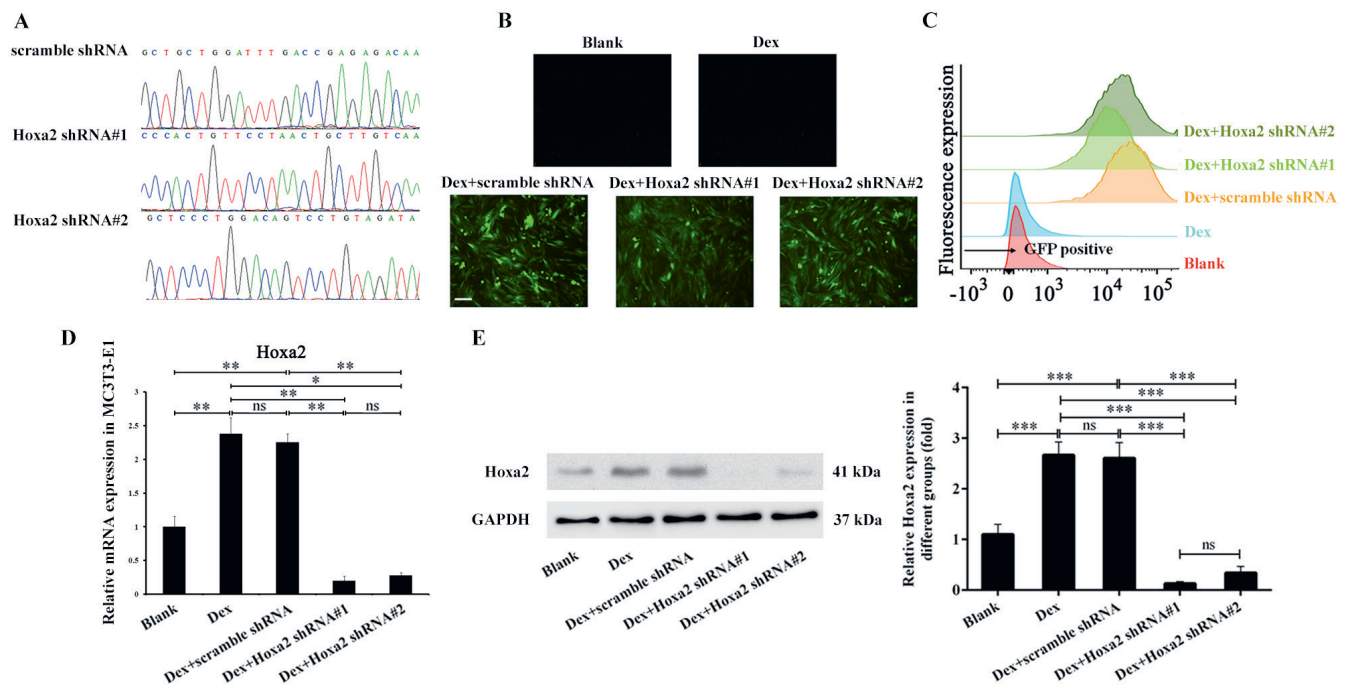 A
scramble shRNA
G C T G C T G G A T T T G A C C G A G A G A C A A
Hoxa2 shRNA#1
C C C A C T G T T C C T A A C T G C T T G T C A A
Hoxa2 shRNA#2
G C T C C C T G G A C A G T C C T G T A G A T A
B
Blank
Dex
Dex+scramble shRNA
Dex+Hoxa2 shRNA#1
Dex+Hoxa2 shRNA#2
C
Fluorescence expression
Dex+Hoxa2 shRNA#2
Dex+Hoxa2 shRNA#1
Dex+scramble shRNA
Dex
Blank
GFP positive
-10³ 0 10³ 10⁴ 10⁵
D
Relative mRNA expression in MC3T3-E1
Hoxa2
** **
*
**
** ns ** ns
3
2.5
2
1.5
1
0.5
0
Blank
Dex
Dex+scramble shRNA
Dex+Hoxa2 shRNA#1
Dex+Hoxa2 shRNA#2
E
Hoxa2 41 kDa
GAPDH 37 kDa
Blank
Dex
Dex+scramble shRNA
Dex+Hoxa2 shRNA#1
Dex+Hoxa2 shRNA#2
Relative Hoxa2 expression in
different groups (fold)
*** ***
***
***
*** ns ***
ns
4
3
2
1
0
Blank
Dex
Dex+scramble shRNA
Dex+Hoxa2 shRNA#1
Dex+Hoxa2 shRNA#2